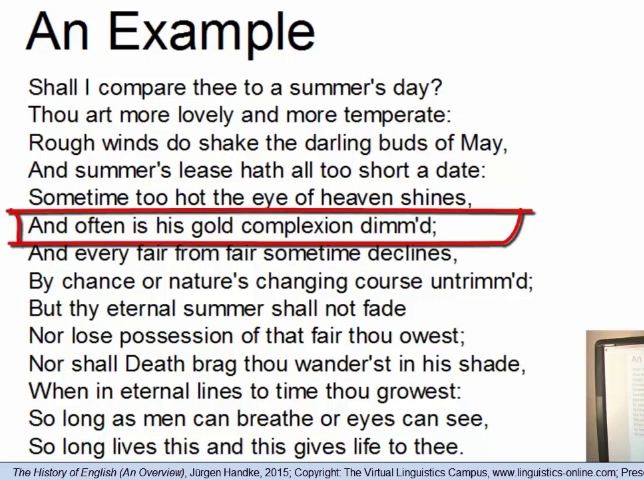 An Example
Shall I compare thee to a summer's day?
Thou art more lovely and more temperate:
Rough winds do shake the darling buds of May,
And summer's lease hath all too short a date:
Sometime too hot the eye of heaven shines,
And often is his gold complexion dimm'd;
And every fair from fair sometime declines,
By chance or nature's changing course untrimm'd;
But thy eternal summer shall not fade
Nor lose possession of that fair thou owest;
Nor shall Death brag thou wander'st in his shade,
When in eternal lines to time thou growest:
So long as men can breathe or eyes can see,
So long lives this and this gives life to thee.
The History of English (An Overview), Jürgen Handke, 2015; Copyright: The Virtual Linguistics Campus, www.linguistics-online.com; Pres